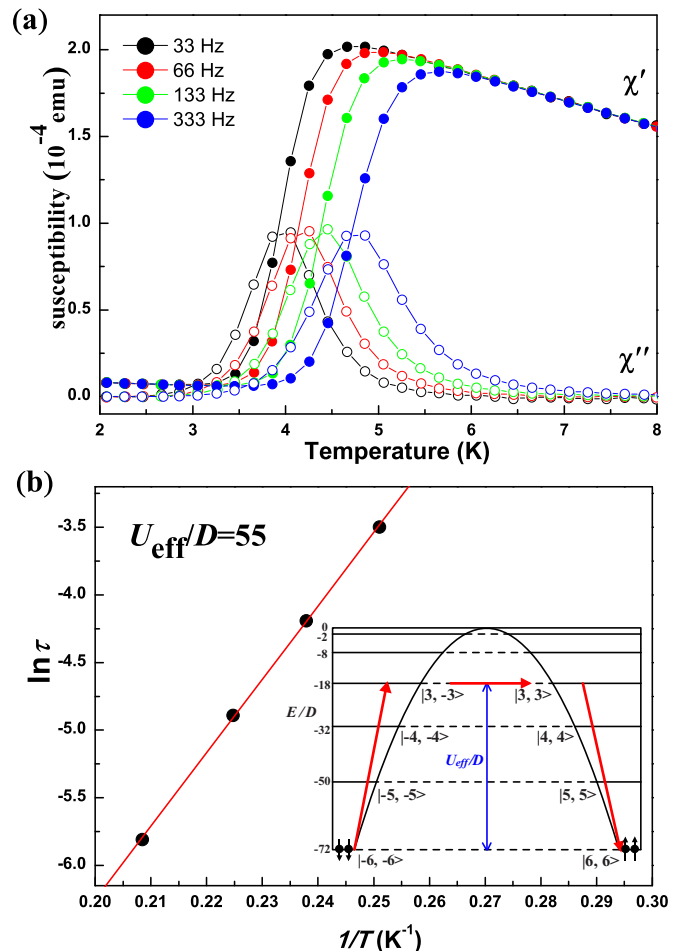 (a)
33 Hz
66 Hz
133 Hz
333 Hz
χ′
χ′′
susceptibility (10⁻⁴ emu)
2.0
1.5
1.0
0.5
0.0
2 3 4 5 6 7 8
Temperature (K)
(b)
U_eff/D=55
ln τ
-3.5
-4.0
-4.5
-5.0
-5.5
-6.0
0
-2
-8
-18
-32
-50
-72
E/D
|3, -3> |3, 3>
|-4, -4> |4, 4>
U_eff/D
|-5, -5> |5, 5>
|-6, -6> |6, 6>
0.20 0.21 0.22 0.23 0.24 0.25 0.26 0.27 0.28 0.29 0.30
1/T (K⁻¹)